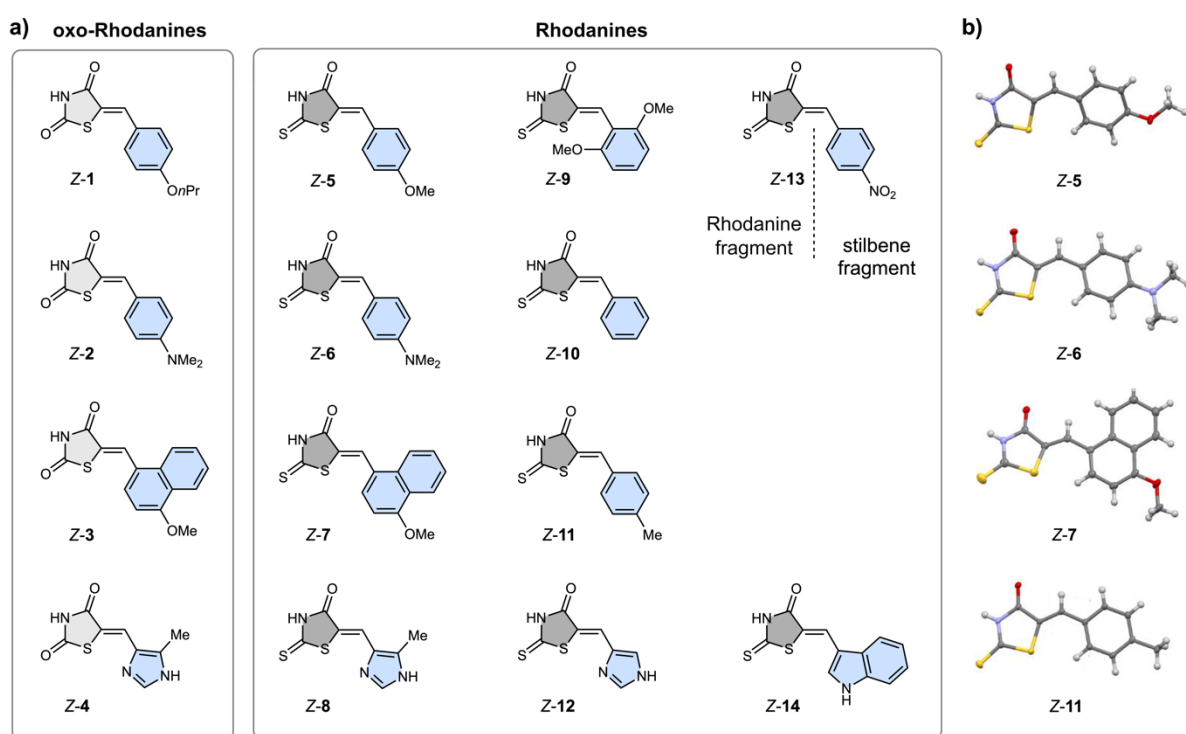 a)
oxo-Rhodanines
Rhodanines
b)
O
HN
O
S
OnPr
Z-1
O
HN
S
S
OMe
Z-5
O
HN
S
S
OMe
MeO
Z-9
O
HN
S
S
NO2
Z-13
Rhodanine
fragment
stilbene
fragment
Z-5
O
HN
O
S
NMe2
Z-2
O
HN
S
S
NMe2
Z-6
O
HN
S
S
Z-10
Z-6
O
HN
O
S
OMe
Z-3
O
HN
S
S
OMe
Z-7
O
HN
S
S
Me
Z-11
Z-7
O
HN
O
S
Me
N
NH
Z-4
O
HN
S
S
Me
N
NH
Z-8
O
HN
S
S
N
NH
Z-12
O
HN
S
S
N
H
Z-14
Z-11